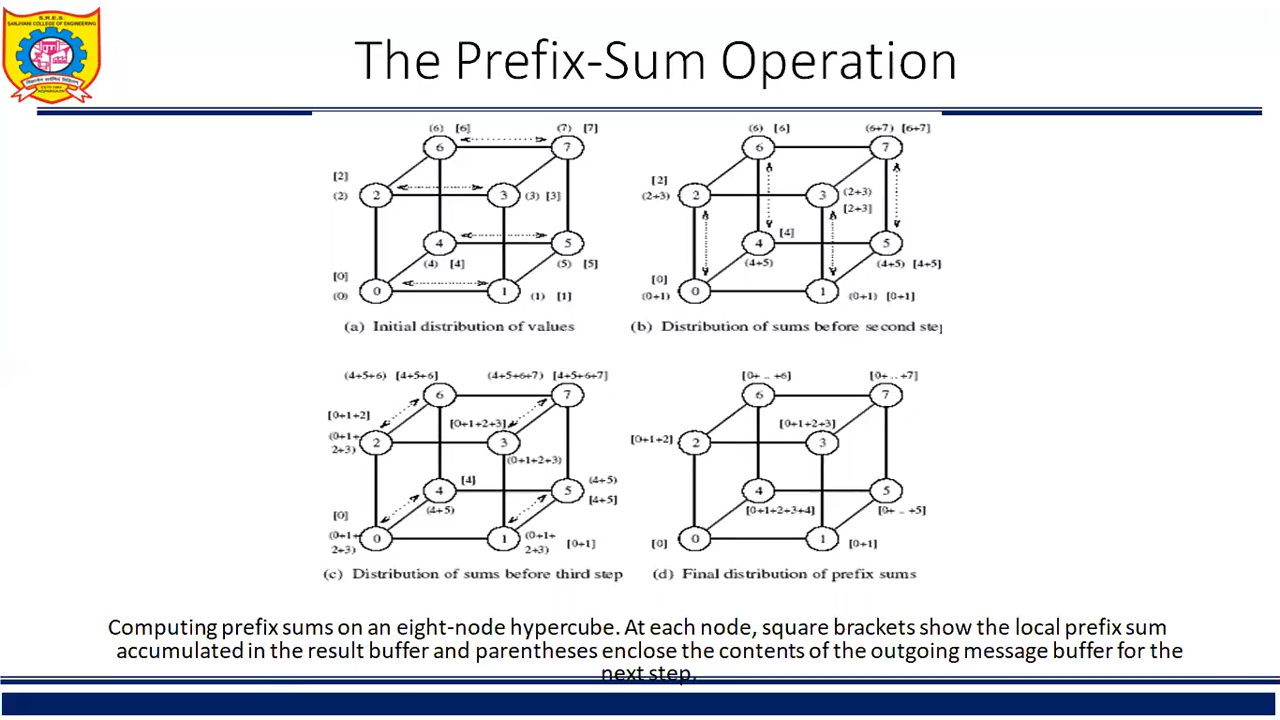 S.R.E.S.
SANJIVANI COLLEGE OF ENGINEERING
The Prefix-Sum Operation
(6) [6] (7) [7]
6 7
[2]
(2) 2 3 (3) [3]
4 5
(4) [4] (5) [5]
[0]
(0) 0 1 (1) [1]
(a) Initial distribution of values
(6) [6] (6+7) [6+7]
6 7
[2]
(2+3) 2 3 (2+3)
[2+3]
[4]
4 5
(4+5) (4+5) [4+5]
[0]
(0+1) 0 1 (0+1) [0+1]
(b) Distribution of sums before second step
(4+5+6) [4+5+6] (4+5+6+7) [4+5+6+7]
6 7
[0+1+2] [0+1+2+3]
(0+1+
2+3) 2 3
(0+1+2+3)
[4] (4+5)
4 5 [4+5]
(4+5)
[0]
(0+1+
2+3) 0 1 (0+1+
2+3) [0+1]
(c) Distribution of sums before third step
[0+ .. +6] [0+ .. +7]
6 7
[0+1+2+3]
[0+1+2] 2 3
4 5
[0+1+2+3+4] [0+ .. +5]
[0] 0 1 [0+1]
(d) Final distribution of prefix sums
Computing prefix sums on an eight-node hypercube. At each node, square brackets show the local prefix sum
accumulated in the result buffer and parentheses enclose the contents of the outgoing message buffer for the
next step.